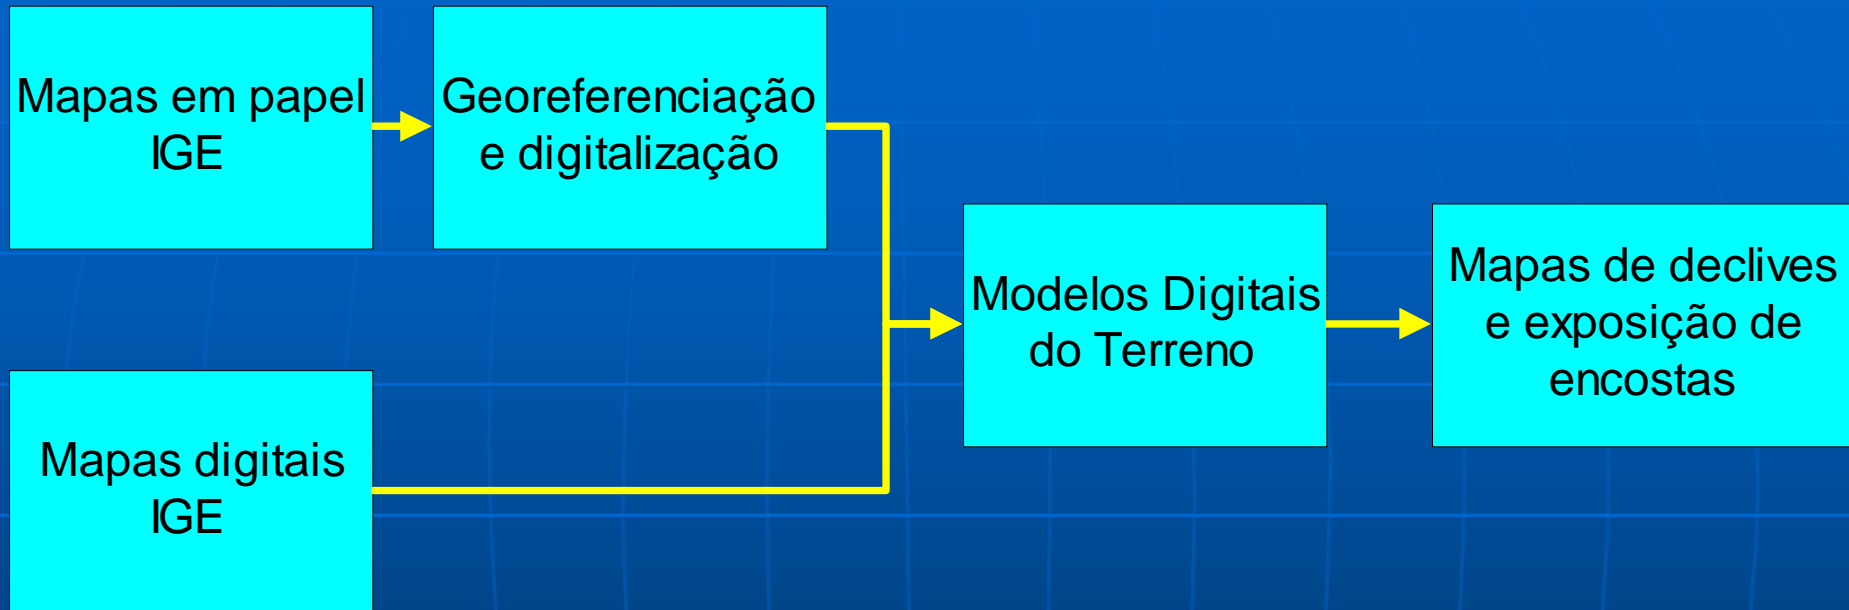 Mapas em papel
IGE
Georeferenciação
e digitalização
Modelos Digitais
do Terreno
Mapas de declives
e exposição de
encostas
Mapas digitais
IGE